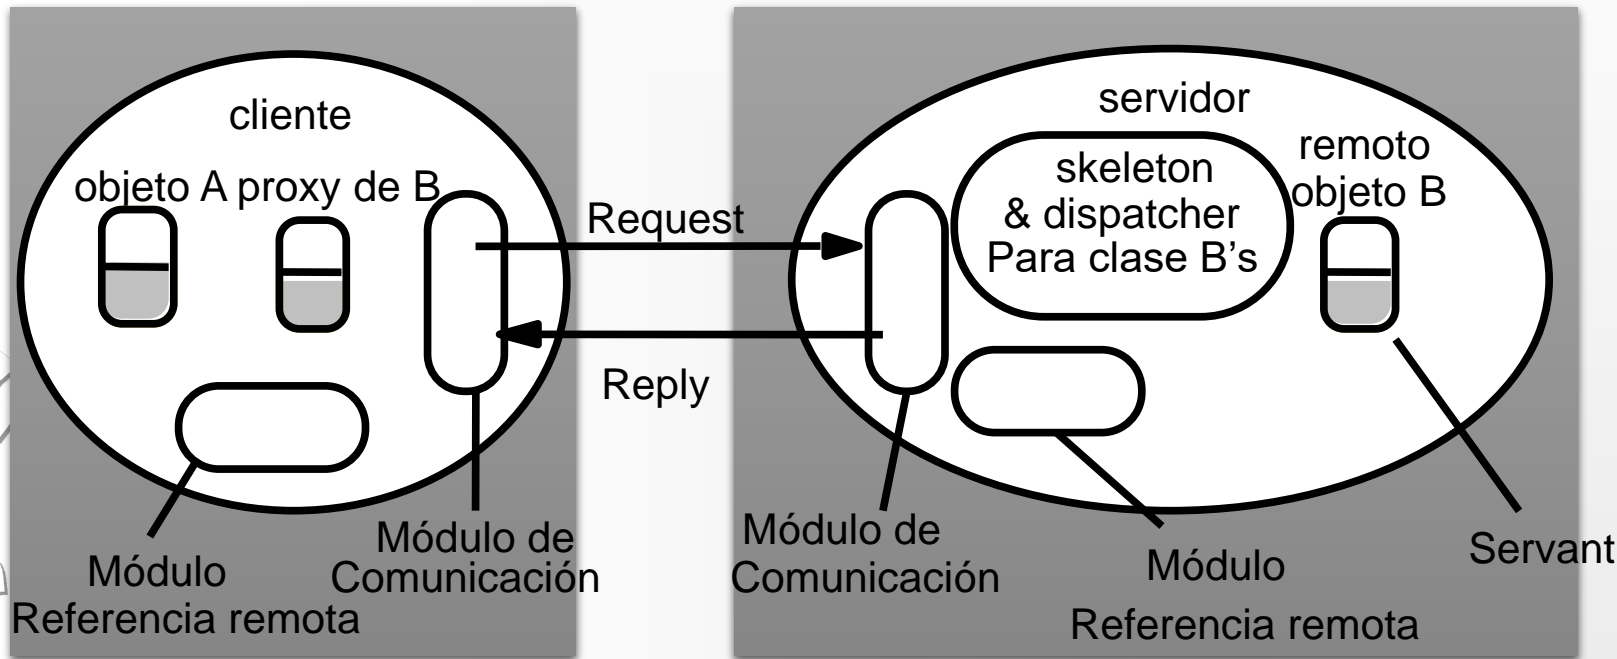 cliente
objeto A proxy de B
Request
Reply
Módulo
Referencia remota
Módulo de
Comunicación
servidor
skeleton
& dispatcher
Para clase B's
remoto
objeto B
Módulo de
Comunicación
Módulo
Referencia remota
Servant